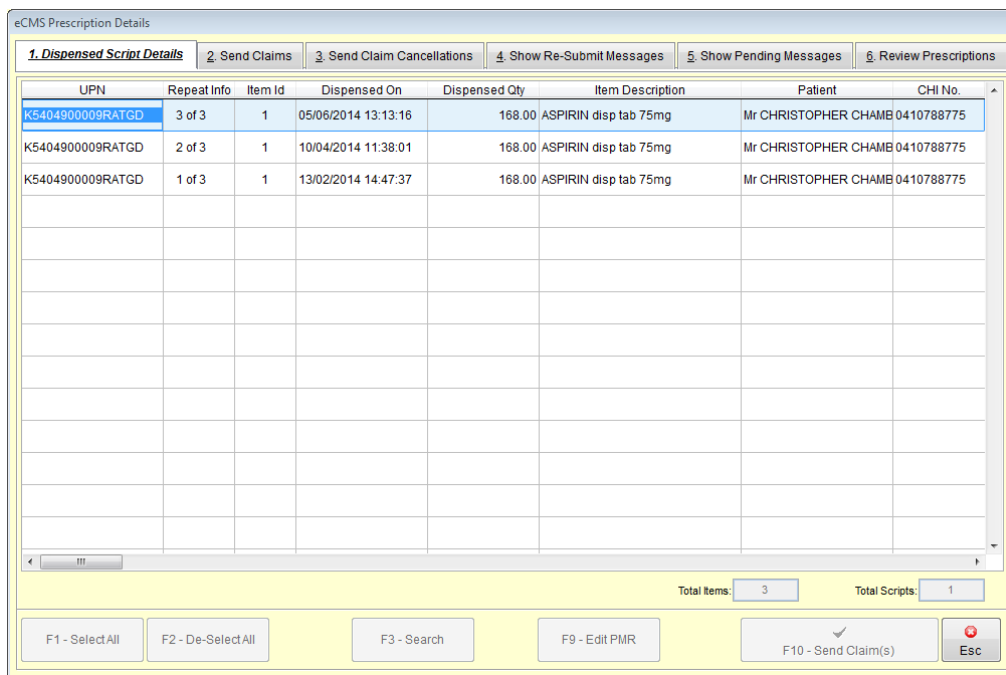 eCMS Prescription Details
1. Dispensed Script Details 2. Send Claims 3. Send Claim Cancellations 4. Show Re-Submit Messages 5. Show Pending Messages 6. Review Prescriptions
UPN Repeat Info Item Id Dispensed On Dispensed Qty Item Description Patient CHI No.
K5404900009RATGD 3 of 3 1 05/06/2014 13:13:16 168.00 ASPIRIN disp tab 75mg Mr CHRISTOPHER CHAMB 0410788775
K5404900009RATGD 2 of 3 1 10/04/2014 11:38:01 168.00 ASPIRIN disp tab 75mg Mr CHRISTOPHER CHAMB 0410788775
K5404900009RATGD 1 of 3 1 13/02/2014 14:47:37 168.00 ASPIRIN disp tab 75mg Mr CHRISTOPHER CHAMB 0410788775
Total Items: 3 Total Scripts: 1
F1 - Select All F2 - De-Select All F3 - Search F9 - Edit PMR F10 - Send Claim(s) Esc